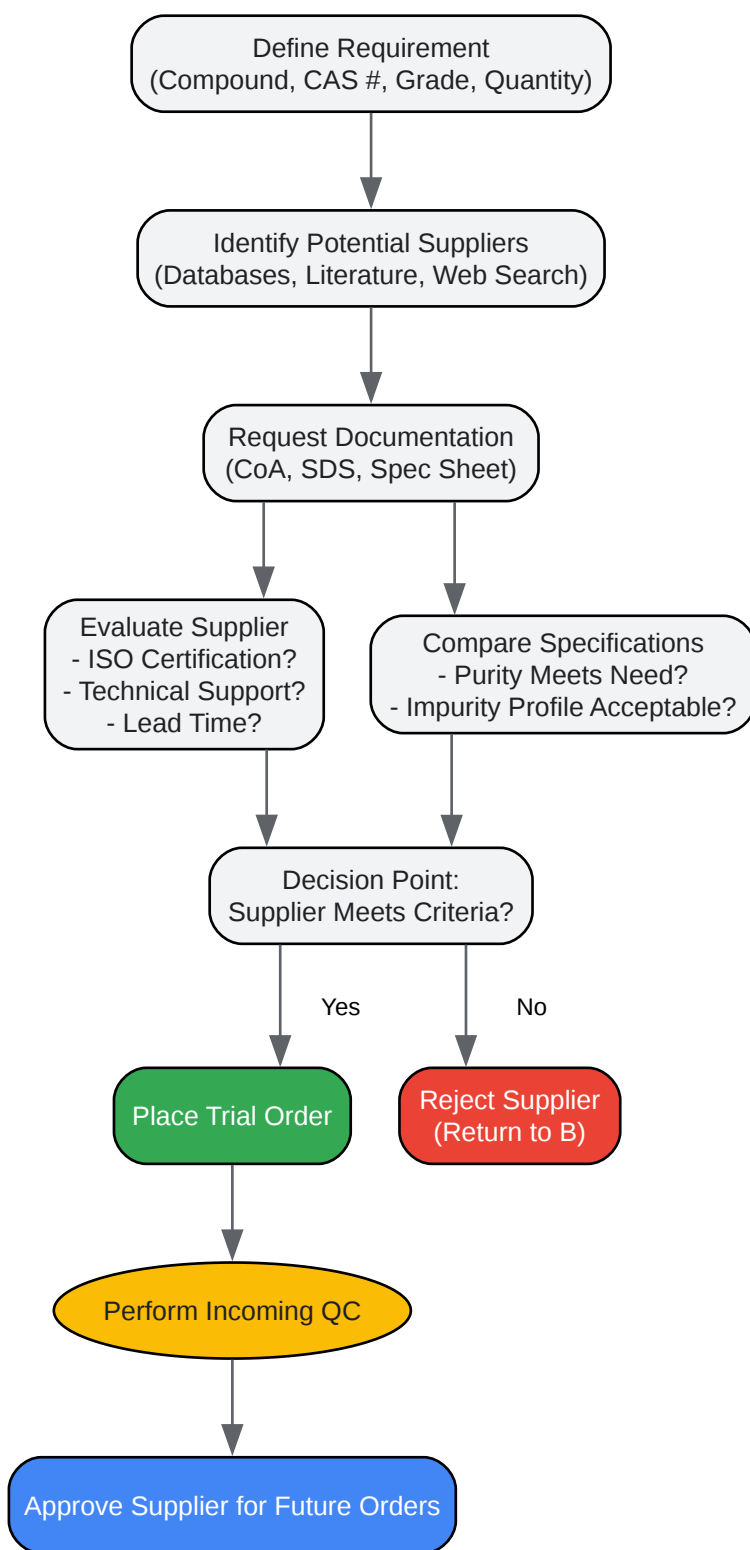 Define Requirement
(Compound, CAS #, Grade, Quantity)
Identify Potential Suppliers
(Databases, Literature, Web Search)
Request Documentation
(CoA, SDS, Spec Sheet)
Evaluate Supplier
- ISO Certification?
- Technical Support?
- Lead Time?
Compare Specifications
- Purity Meets Need?
- Impurity Profile Acceptable?
Decision Point:
Supplier Meets Criteria?
Yes
No
Place Trial Order
Reject Supplier
(Return to B)
Perform Incoming QC
Approve Supplier for Future Orders